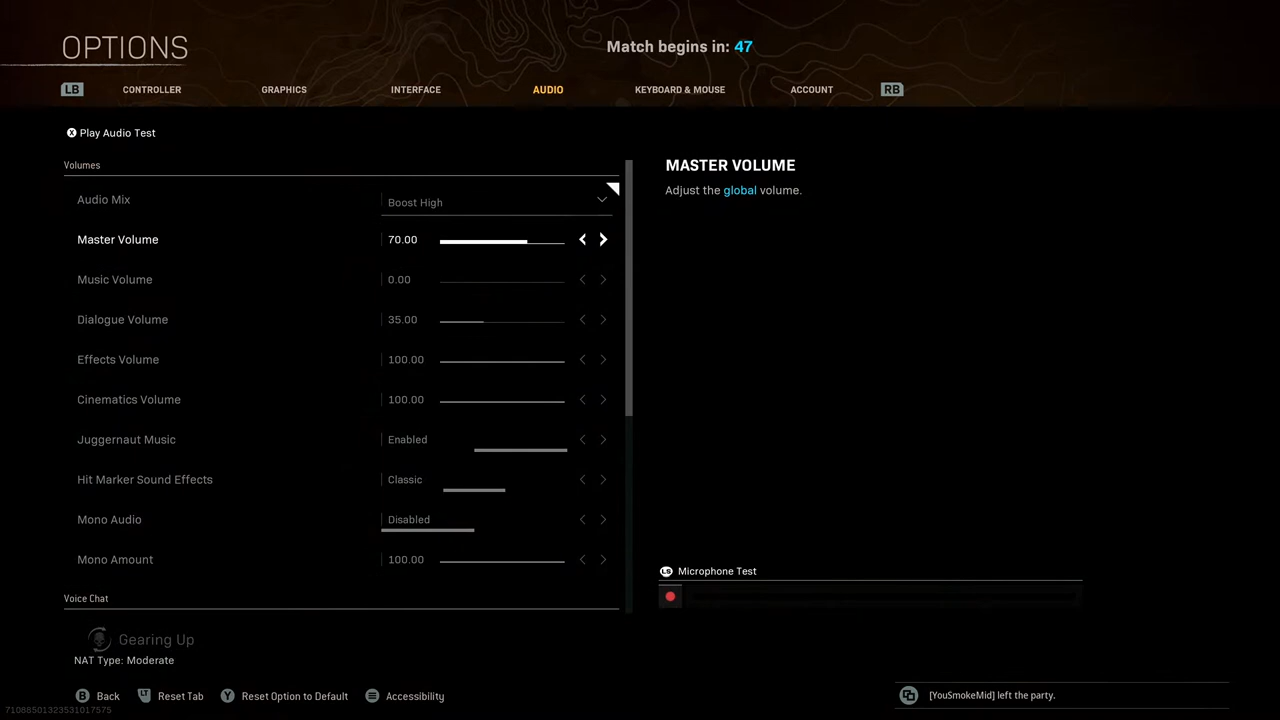 OPTIONS
Match begins in: 47
LB CONTROLLER GRAPHICS INTERFACE AUDIO KEYBOARD & MOUSE ACCOUNT RB
X Play Audio Test
Volumes
Audio Mix Boost High
Master Volume 70.00
Music Volume 0.00
Dialogue Volume 35.00
Effects Volume 100.00
Cinematics Volume 100.00
Juggernaut Music Enabled
Hit Marker Sound Effects Classic
Mono Audio Disabled
Mono Amount 100.00
Voice Chat
MASTER VOLUME
Adjust the global volume.
LS Microphone Test
Gearing Up
NAT Type: Moderate
B Back LT Reset Tab Y Reset Option to Default Accessibility
[YouSmokeMid] left the party.
71088501323531017575